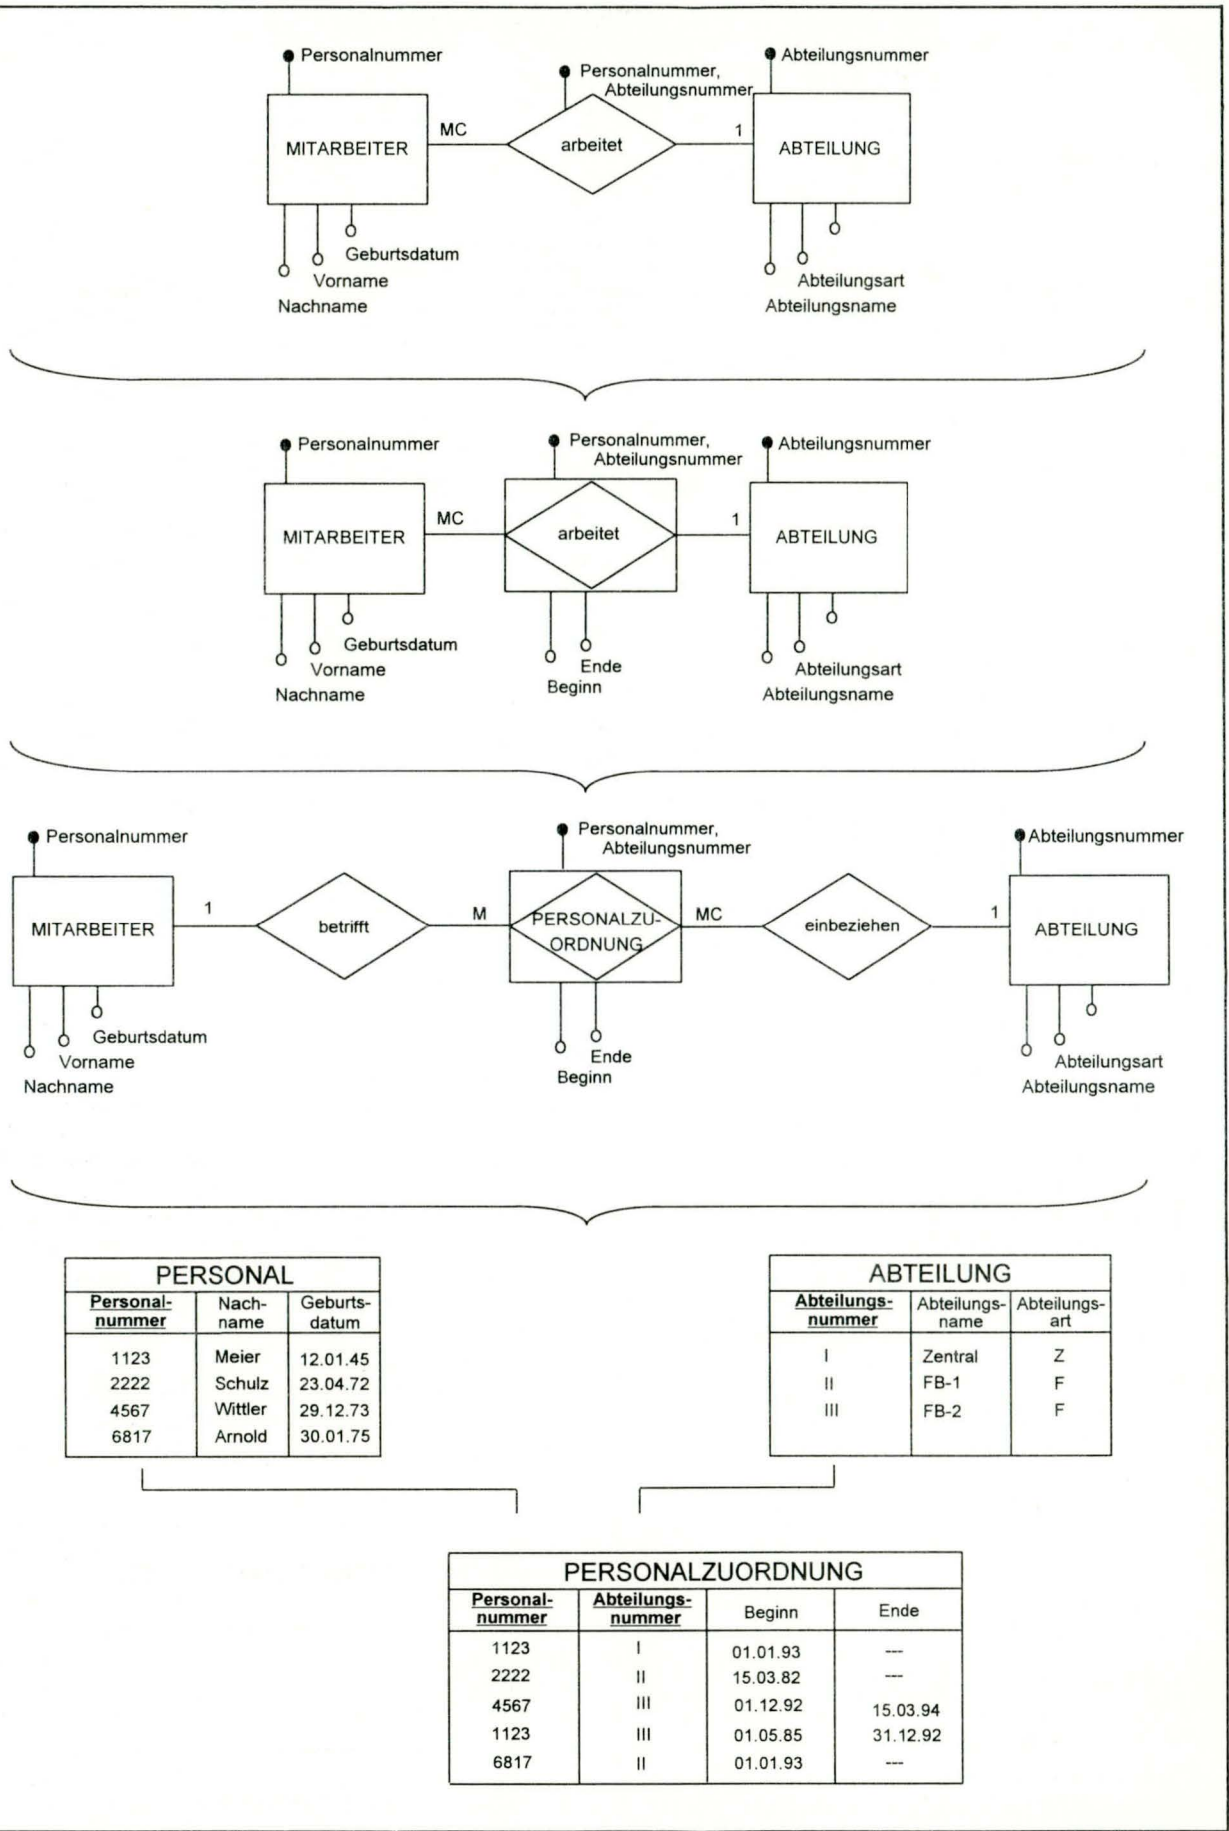 Personalnummer
Personalnummer,
Abteilungsnummer
Abteilungsnummer
MITARBEITER
MC
arbeitet
1
ABTEILUNG
Geburtsdatum
Vorname
Nachname
Abteilungsart
Abteilungsname
Personalnummer
Personalnummer,
Abteilungsnummer
Abteilungsnummer
MITARBEITER
MC
arbeitet
1
ABTEILUNG
Geburtsdatum
Vorname
Nachname
Ende
Beginn
Abteilungsart
Abteilungsname
Personalnummer
Personalnummer,
Abteilungsnummer
Abteilungsnummer
MITARBEITER
1
betrifft
M
PERSONALZU-
ORDNUNG
MC
einbeziehen
1
ABTEILUNG
Geburtsdatum
Vorname
Nachname
Ende
Beginn
Abteilungsart
Abteilungsname
PERSONAL
Personal-nummer Nach-name Geburts-datum
1123 Meier 12.01.45
2222 Schulz 23.04.72
4567 Wittler 29.12.73
6817 Arnold 30.01.75
ABTEILUNG
Abteilungs-nummer Abteilungs-name Abteilungs-art
I Zentral Z
II FB-1 F
III FB-2 F
PERSONALZUORDNUNG
Personal-nummer Abteilungs-nummer Beginn Ende
1123 I 01.01.93 ---
2222 II 15.03.82 ---
4567 III 01.12.92 15.03.94
1123 III 01.05.85 31.12.92
6817 II 01.01.93 ---